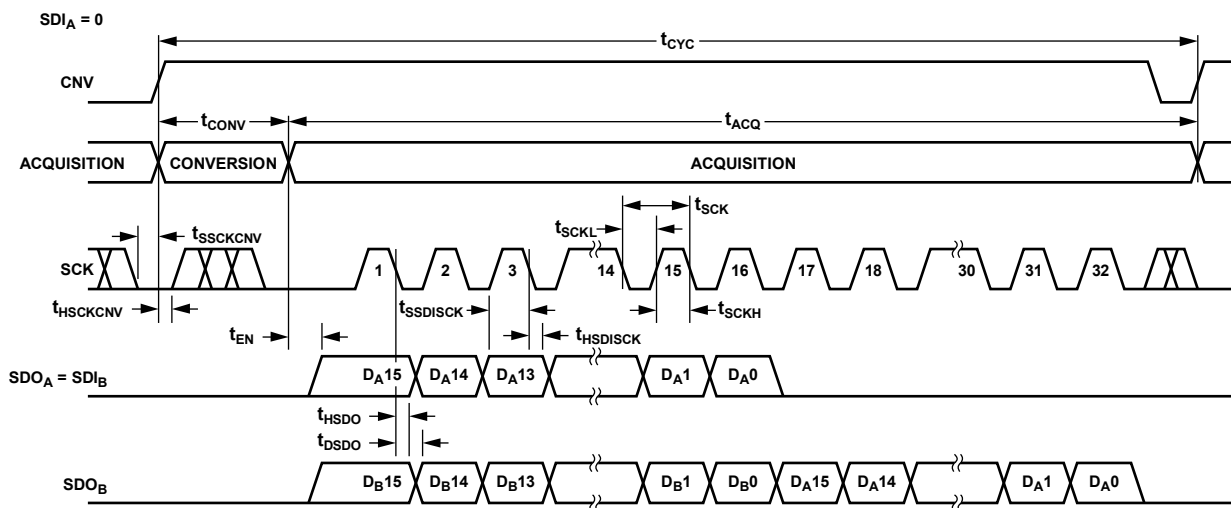 SDIA = 0
tCYC
CNV
tCONV
tACQ
ACQUISITION
CONVERSION
ACQUISITION
tSCK
tSCKL
tSSCKCNV
SCK
1 2 3 14 15 16 17 18 30 31 32
tHSCKCNV
tSSDISCK
tSCKH
tEN
tHSDISCK
SDOA = SDIB
DA15 DA14 DA13 DA1 DA0
tHSDO
tDSDO
SDOB
DB15 DB14 DB13 DB1 DB0 DA15 DA14 DA1 DA0